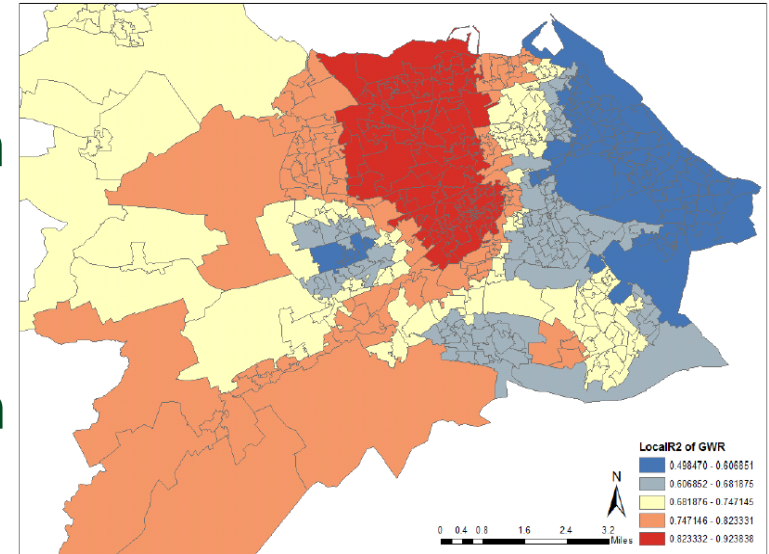 n
n
LocalR2 of GWR
0.498470 - 0.606851
0.606852 - 0.681875
0.681876 - 0.747145
0.747146 - 0.823331
0.823332 - 0.923838
N
0 0.4 0.8 1.6 2.4 3.2
Miles